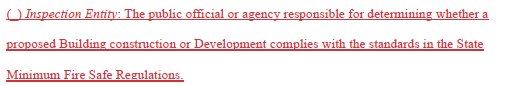 (_) Inspection Entity: The public official or agency responsible for determining whether a
proposed Building construction or Development complies with the standards in the State
Minimum Fire Safe Regulations.